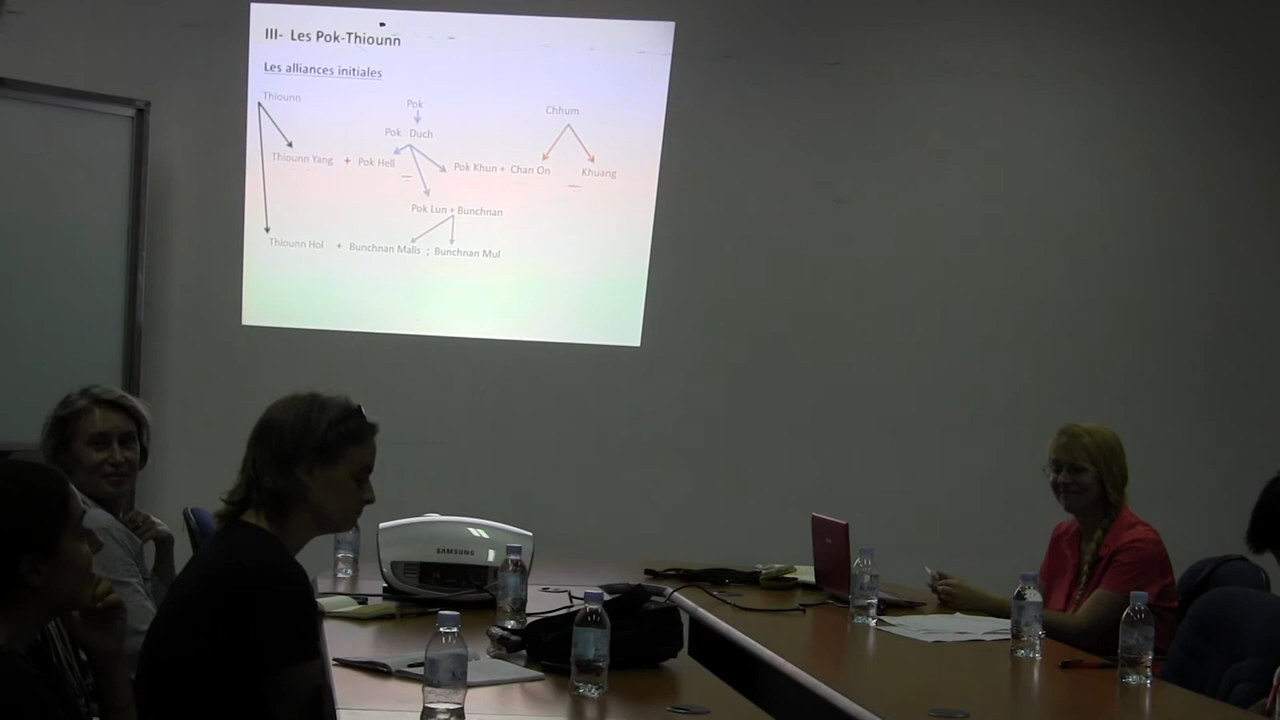 III- Les Pok-Thiounn
Les alliances initiales
Thiounn
Pok
Chhum
Pok Duch
Thiounn Yang + Pok Hell
Pok Khun + Chan On
Khuang
Pok Lun + Bunchnan
Thiounn Hol + Bunchnan Malis ; Bunchnan Mul
SAMSUNG